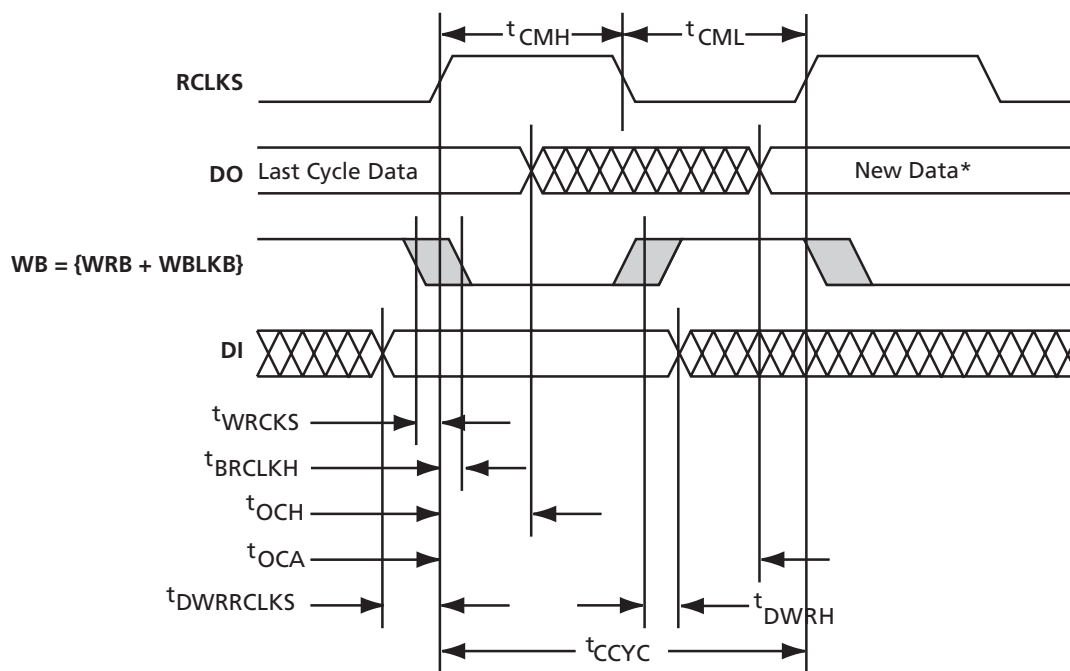 tCMH
tCML
RCLKS
DO
Last Cycle Data
New Data*
WB = {WRB + WBLKB}
DI
tWRCKS
tBRCLKH
tOCH
tOCA
tDWRRCLKS
tDWRH
tCCYC